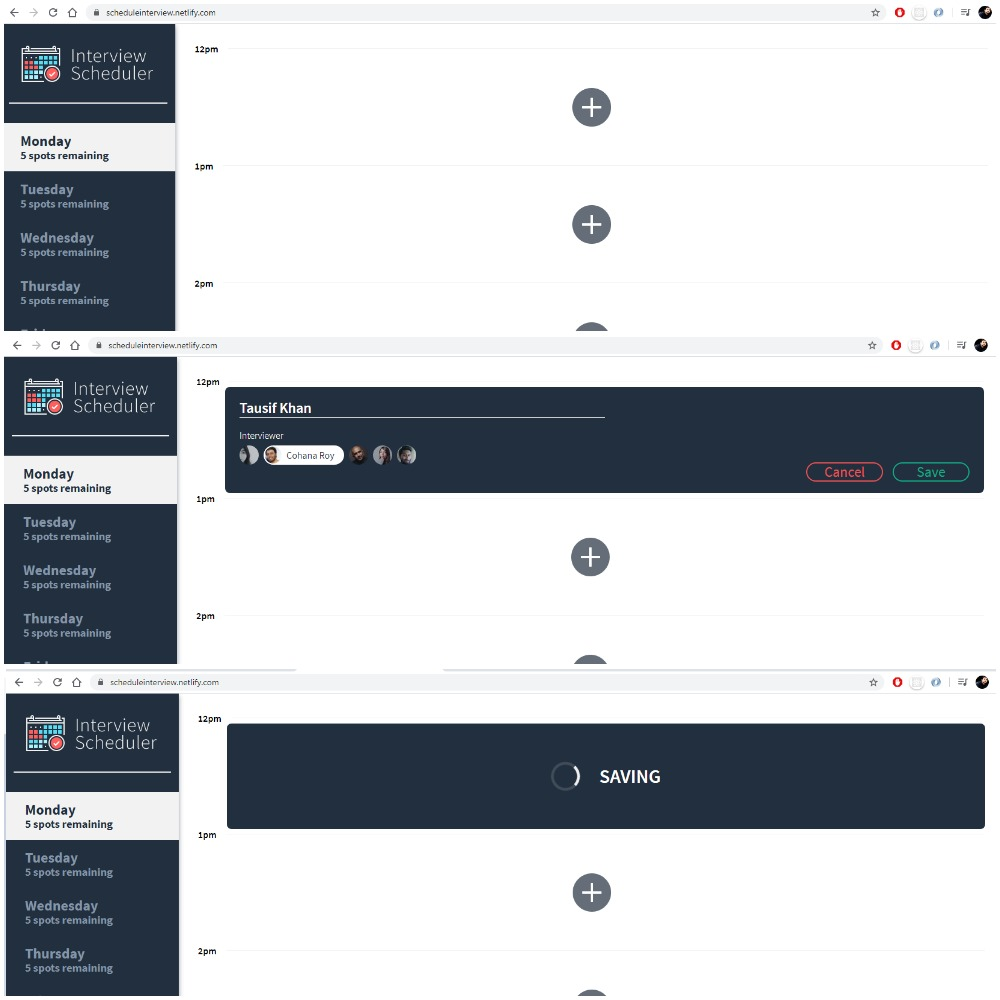 scheduleinterview.netlify.com
Interview
Scheduler
Monday
5 spots remaining
Tuesday
5 spots remaining
Wednesday
5 spots remaining
Thursday
5 spots remaining
12pm
1pm
2pm
scheduleinterview.netlify.com
Interview
Scheduler
Monday
5 spots remaining
Tuesday
5 spots remaining
Wednesday
5 spots remaining
Thursday
5 spots remaining
12pm
Tausif Khan
Interviewer
Cohana Roy
Cancel Save
1pm
2pm
scheduleinterview.netlify.com
Interview
Scheduler
Monday
5 spots remaining
Tuesday
5 spots remaining
Wednesday
5 spots remaining
Thursday
5 spots remaining
12pm
SAVING
1pm
2pm